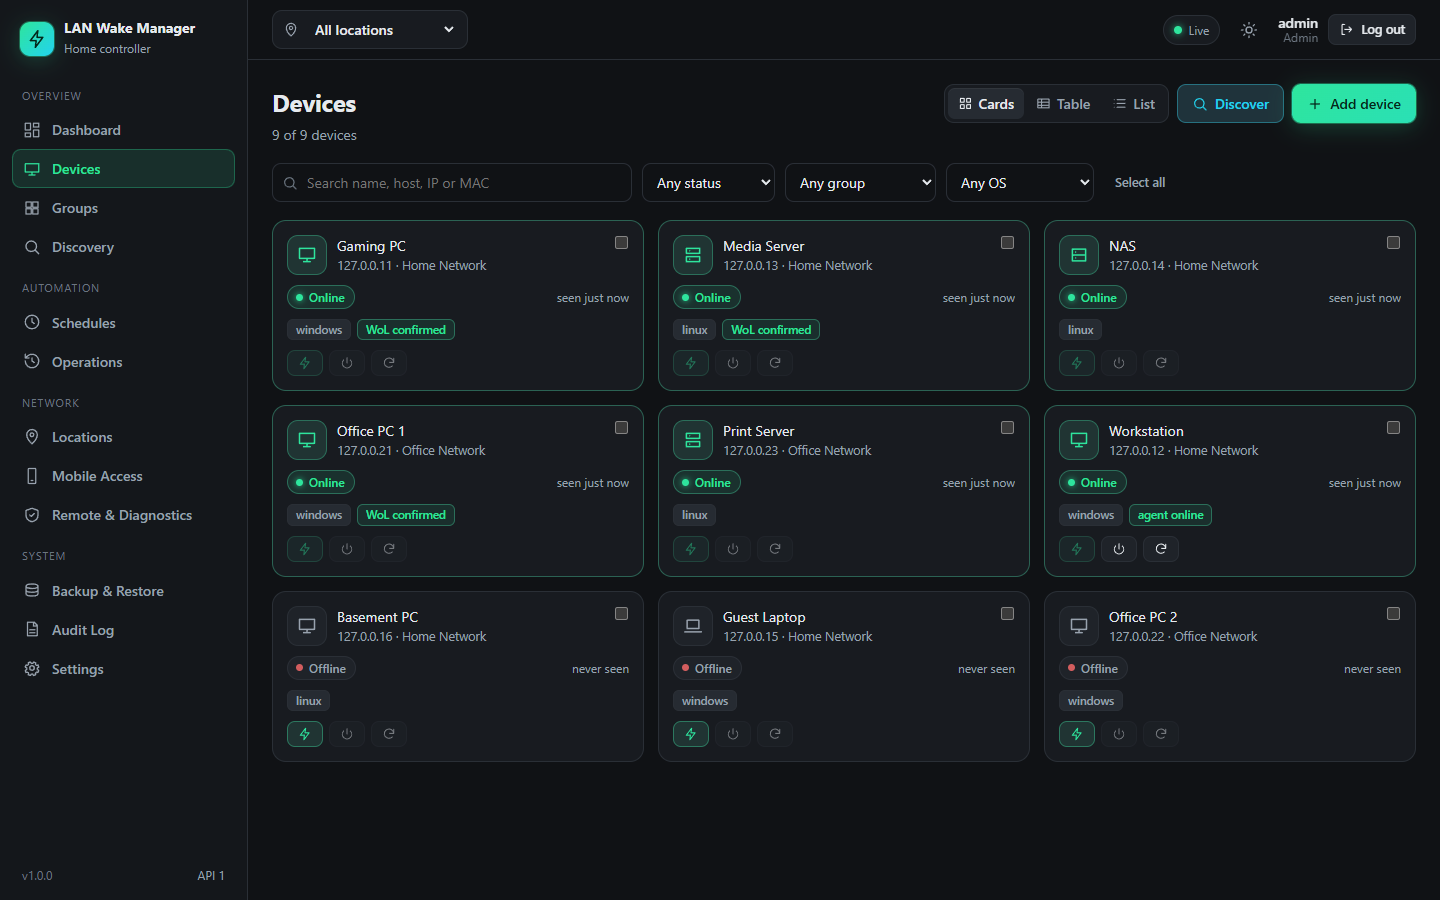 LAN Wake Manager
Home controller
OVERVIEW
Dashboard
Devices
Groups
Discovery
AUTOMATION
Schedules
Operations
NETWORK
Locations
Mobile Access
Remote & Diagnostics
SYSTEM
Backup & Restore
Audit Log
Settings
v1.0.0 API 1
All locations
Live
admin
Admin
Log out
Devices
9 of 9 devices
Cards Table List Discover Add device
Search name, host, IP or MAC Any status Any group Any OS Select all
Gaming PC
127.0.0.11 · Home Network
Online seen just now
windows WoL confirmed
Media Server
127.0.0.13 · Home Network
Online seen just now
linux WoL confirmed
NAS
127.0.0.14 · Home Network
Online seen just now
linux
Office PC 1
127.0.0.21 · Office Network
Online seen just now
windows WoL confirmed
Print Server
127.0.0.23 · Office Network
Online seen just now
linux
Workstation
127.0.0.12 · Home Network
Online seen just now
windows agent online
Basement PC
127.0.0.16 · Home Network
Offline never seen
linux
Guest Laptop
127.0.0.15 · Home Network
Offline never seen
windows
Office PC 2
127.0.0.22 · Office Network
Offline never seen
windows